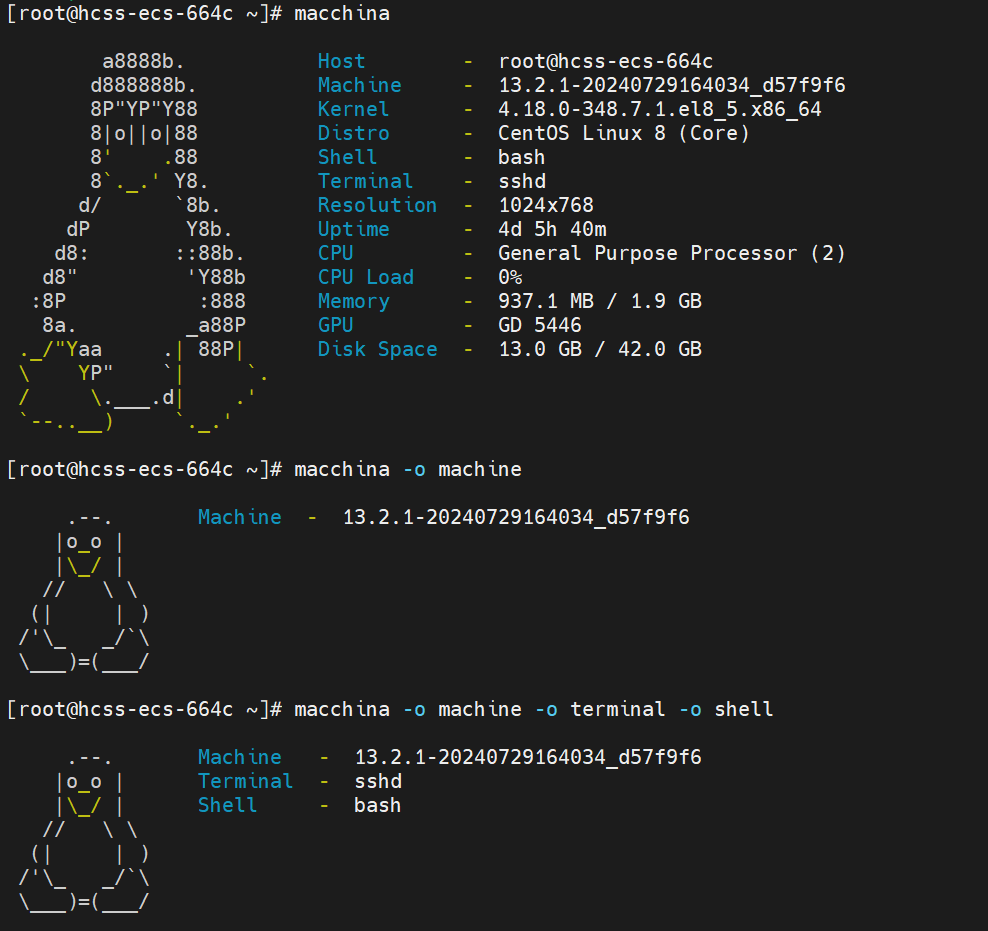 [root@hcss-ecs-664c ~]# macchina
         a8888b.           Host        -  root@hcss-ecs-664c
        d888888b.          Machine     -  13.2.1-20240729164034_d57f9f6
        8P"YP"Y88          Kernel      -  4.18.0-348.7.1.el8_5.x86_64
        8|o||o|88          Distro      -  CentOS Linux 8 (Core)
        8'    .88          Shell       -  bash
        8`._.' Y8.         Terminal    -  sshd
       d/      `8b.        Resolution  -  1024x768
      dP        Y8b.       Uptime      -  4d 5h 40m
     d8:       ::88b.      CPU         -  General Purpose Processor (2)
    d8"         'Y88b      CPU Load    -  0%
   :8P           :888      Memory      -  937.1 MB / 1.9 GB
    8a.         _a88P      GPU         -  GD 5446
  ._/"Yaa     .| 88P|      Disk Space  -  13.0 GB / 42.0 GB
  \    YP"    `|     `.
  /     \.___.d|    .'
  `--..__)     `._.'
[root@hcss-ecs-664c ~]# macchina -o machine
     .--.        Machine  -  13.2.1-20240729164034_d57f9f6
    |o_o |
    |\_/ |
   //   \ \
  (|     | )
 /'\_   _/`\
 \___)=(___/
[root@hcss-ecs-664c ~]# macchina -o machine -o terminal -o shell
     .--.        Machine   -  13.2.1-20240729164034_d57f9f6
    |o_o |       Terminal  -  sshd
    |\_/ |       Shell     -  bash
   //   \ \
  (|     | )
 /'\_   _/`\
 \___)=(___/